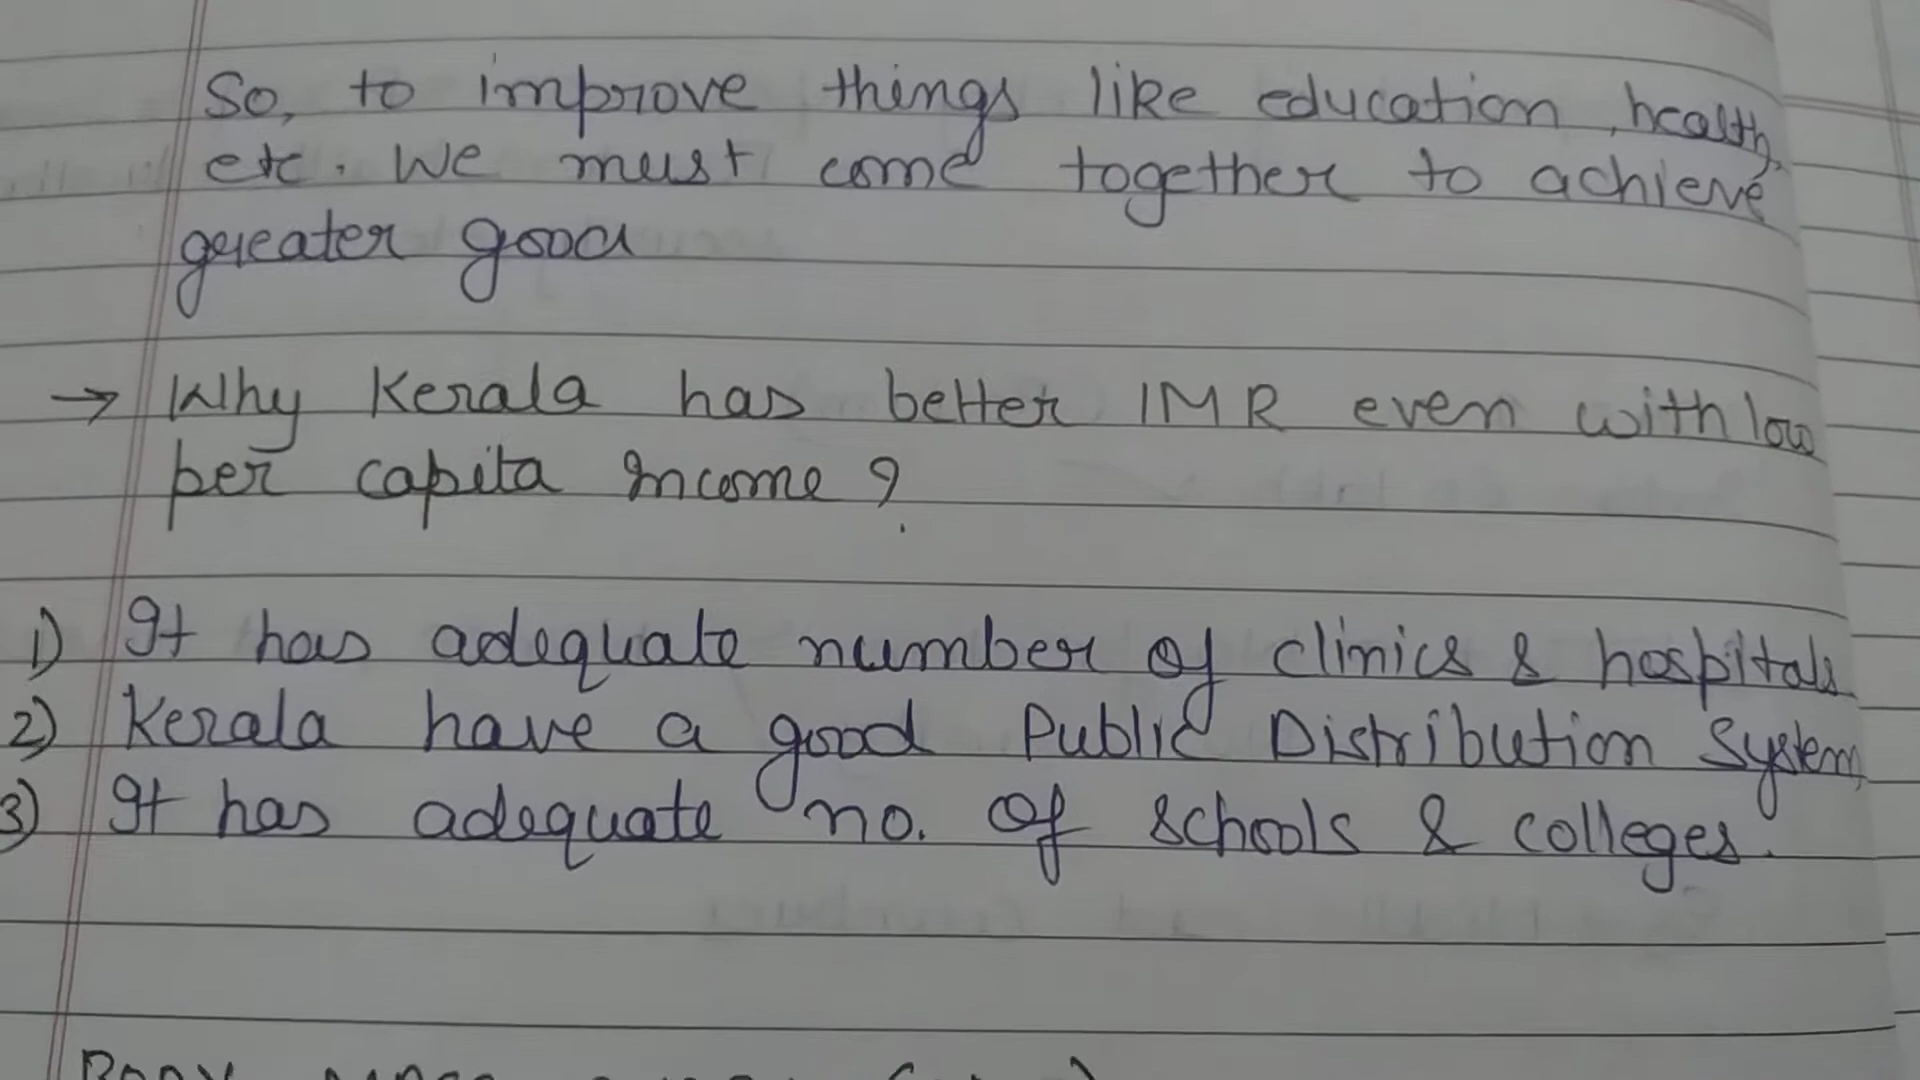 So, to improve things like education, health,
etc. We must come together to achieve
greater good
→ Why Kerala has better IMR even with low
per capita Income?
1) It has adequate number of clinics & hospitals
2) Kerala have a good Public Distribution System
3) It has adequate no. of schools & colleges.